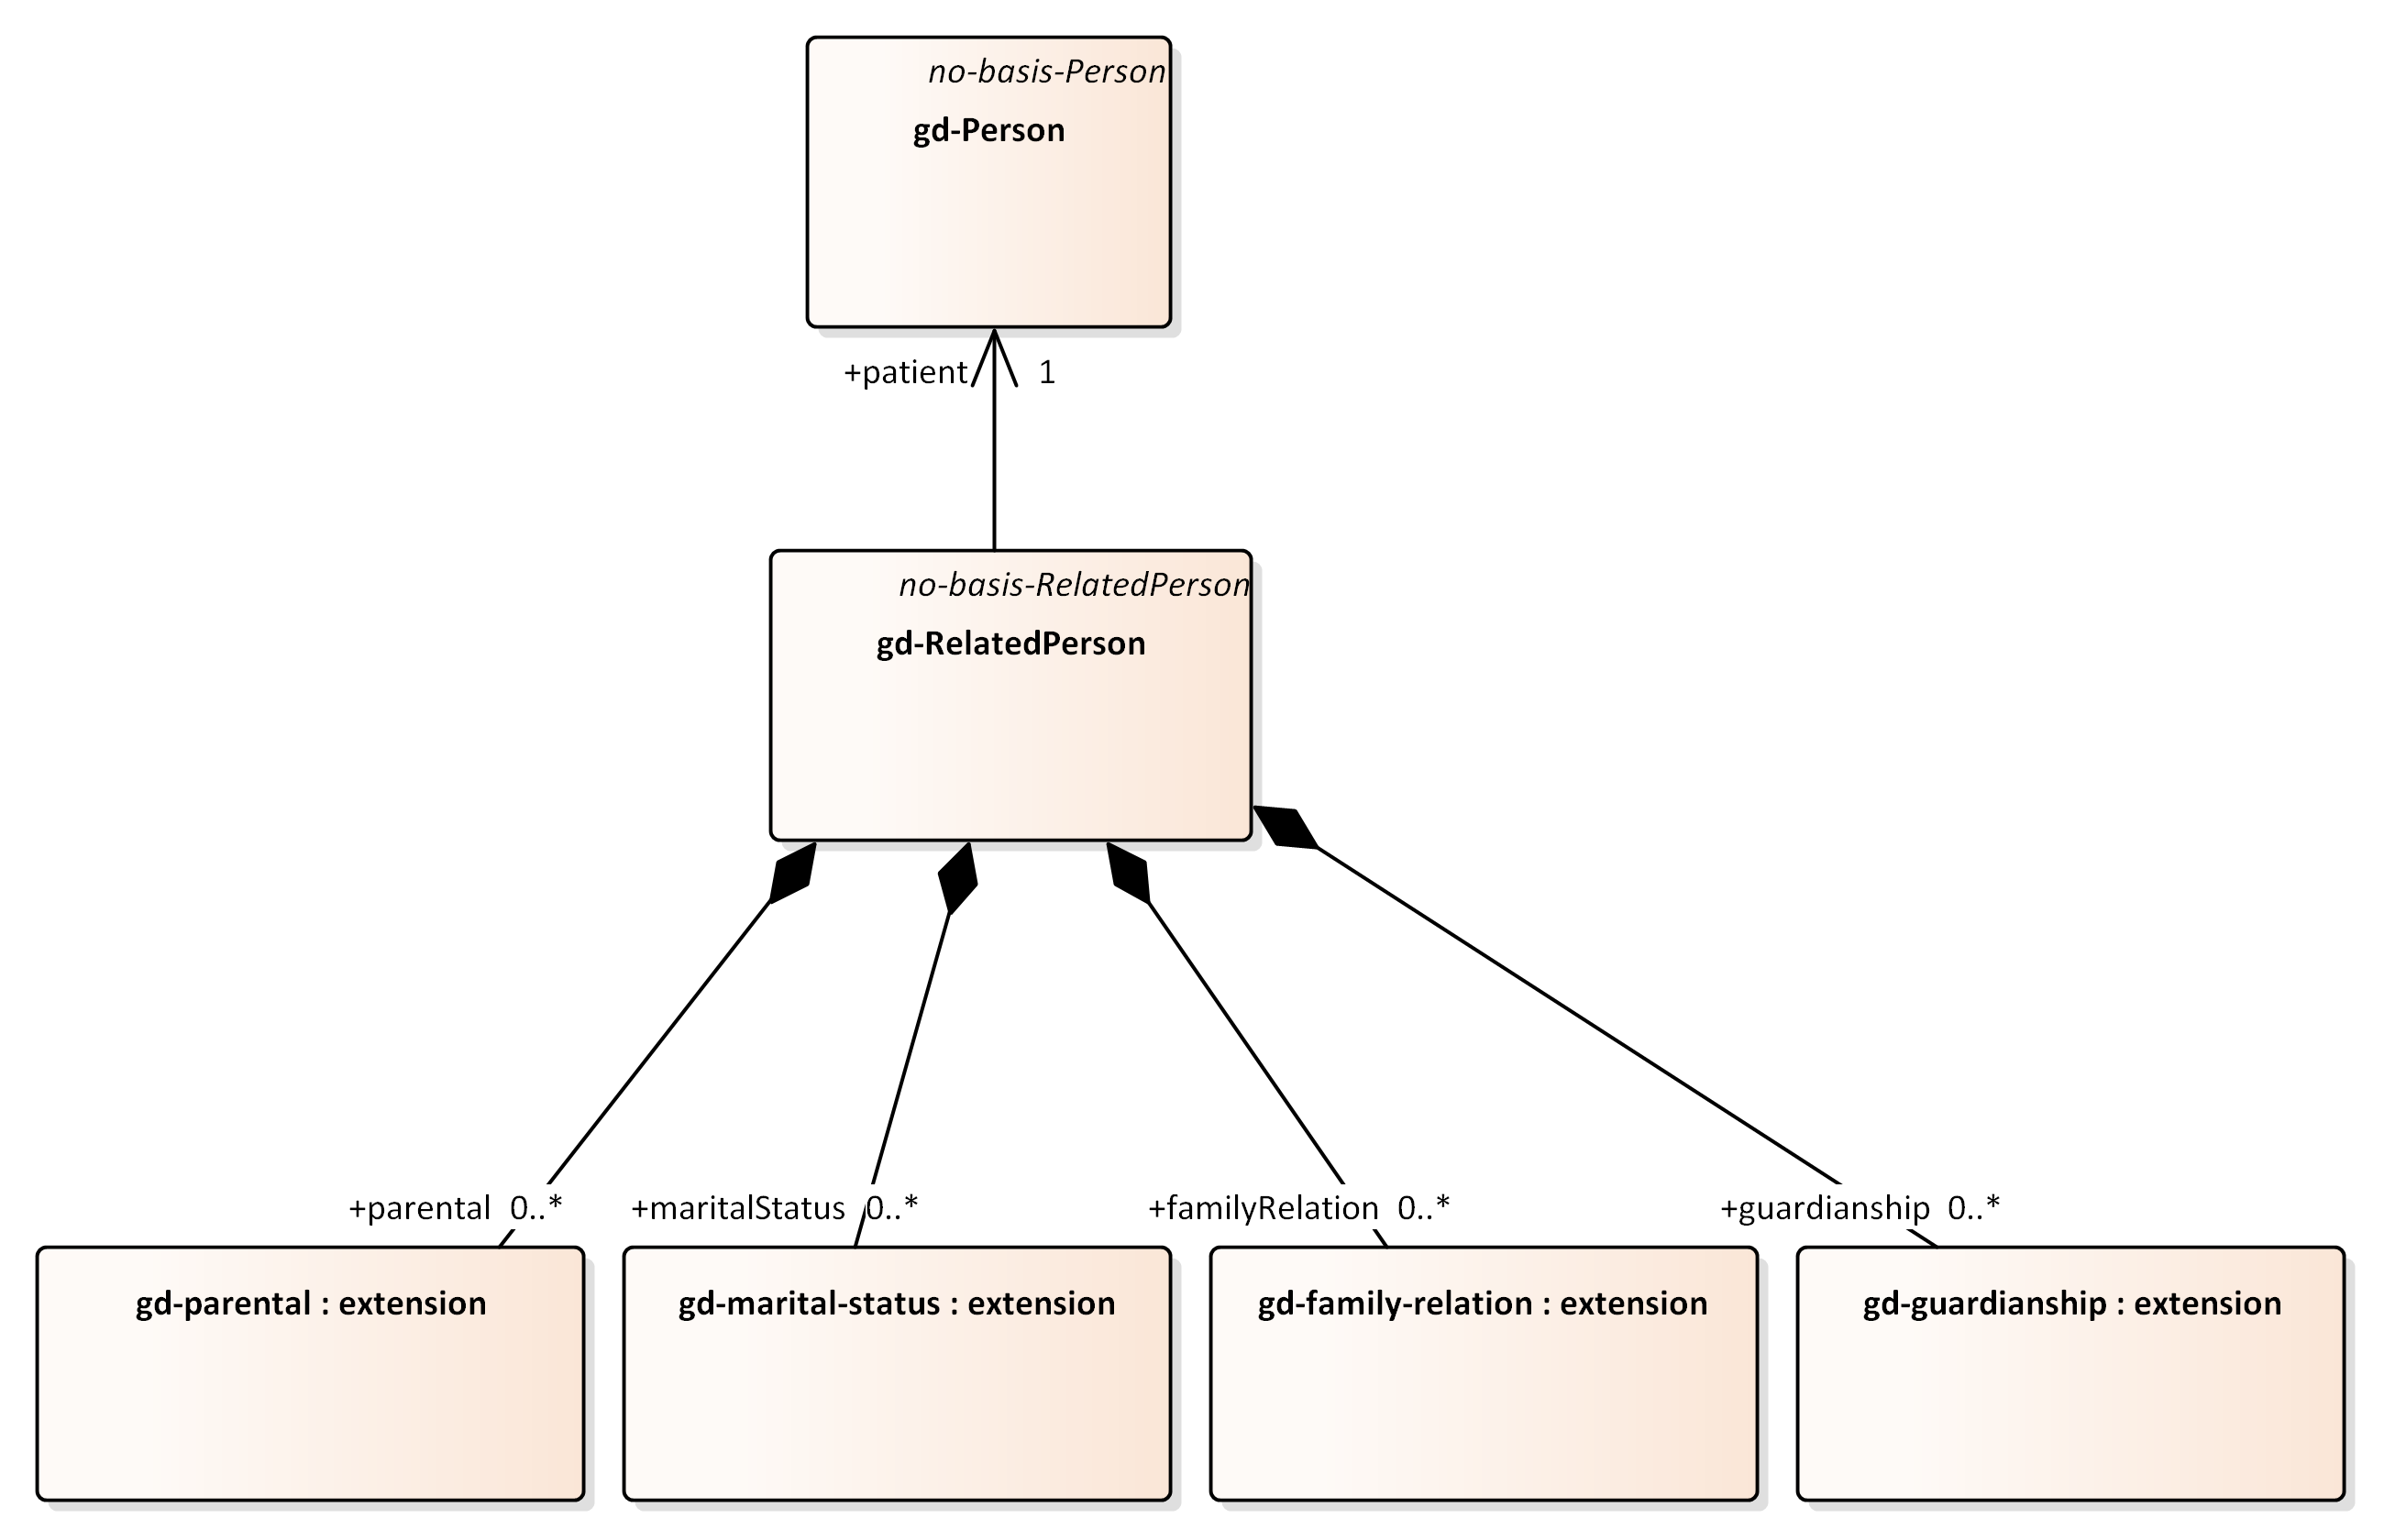 no-basis-Person
gd-Person
+patient 1
no-basis-RelatedPerson
gd-RelatedPerson
+parental 0..* +maritalStatus 0..* +familyRelation 0..* +guardianship 0..*
gd-parental : extension gd-marital-status : extension gd-family-relation : extension gd-guardianship : extension